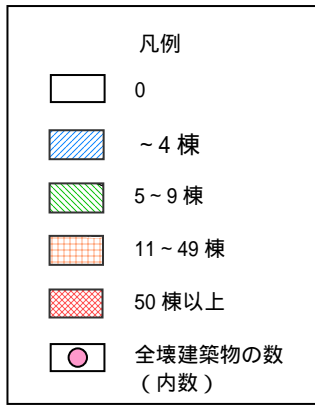 凡例
0
~4 棟
5~9 棟
11~49 棟
50 棟以上
全壊建築物の数
（内数）